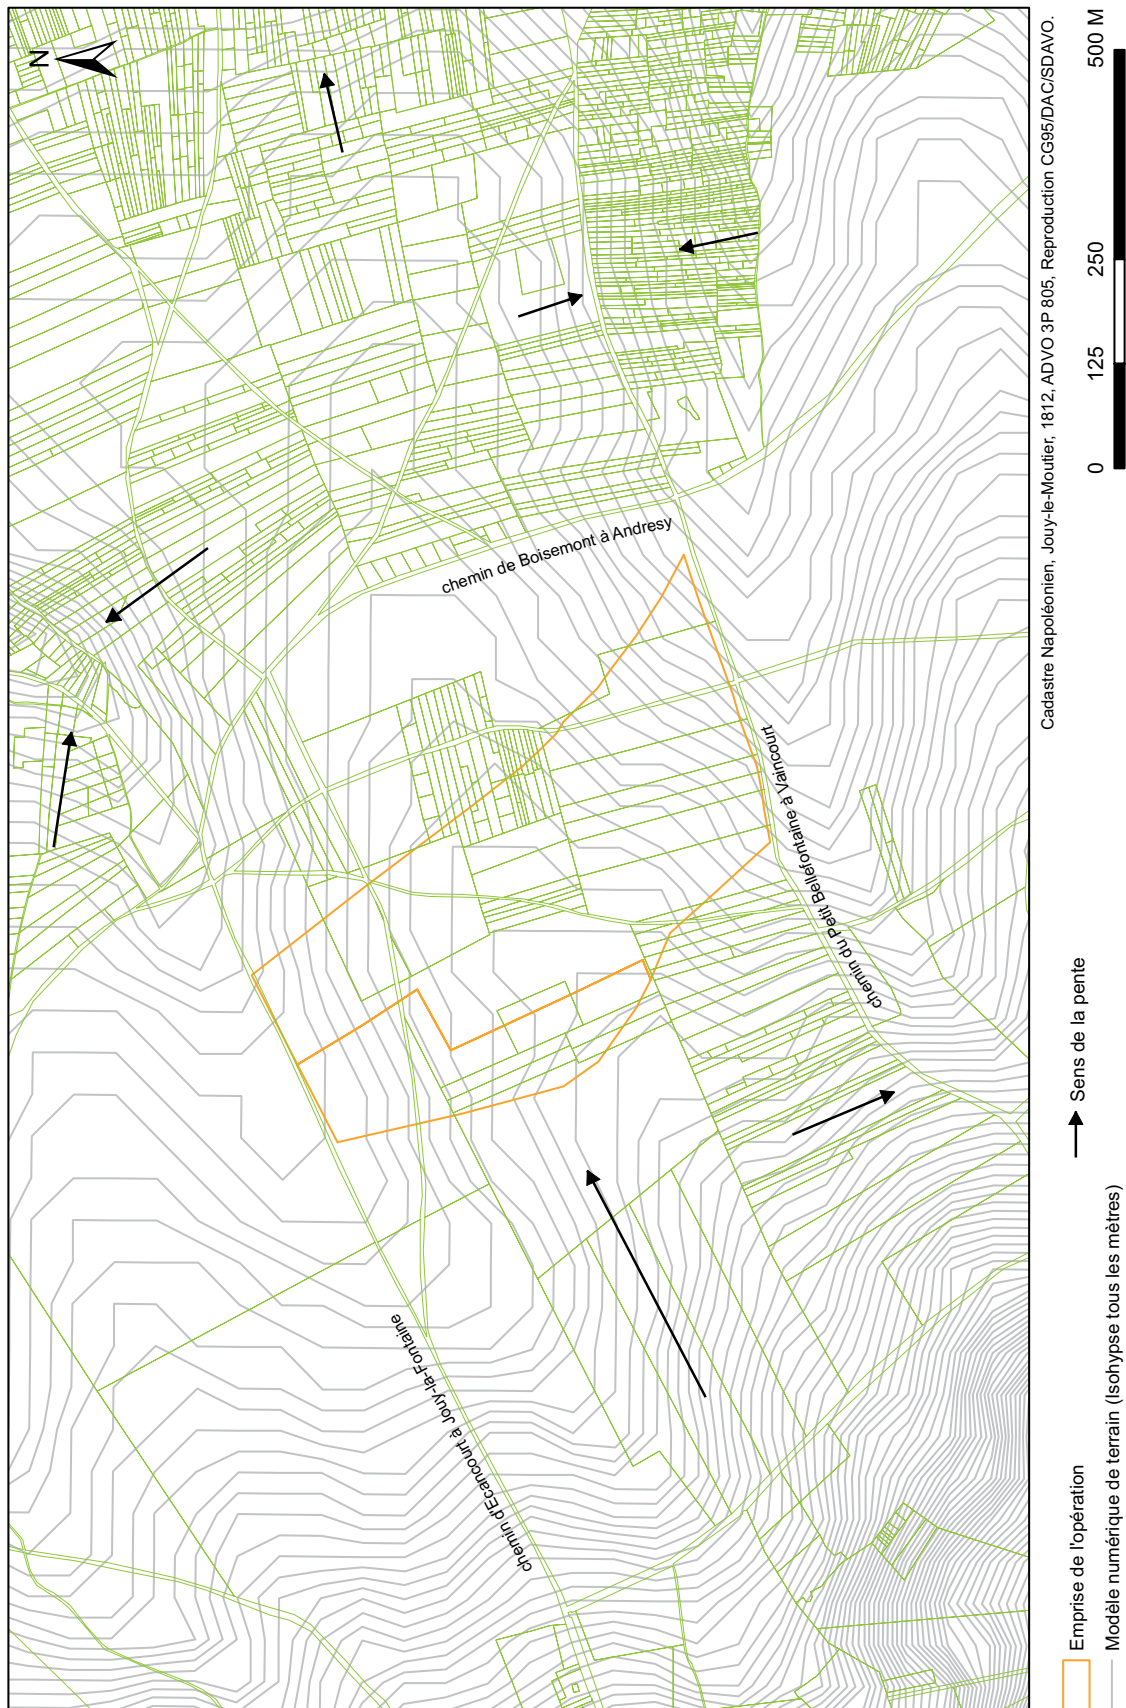 N
chemin de Boisemont à Andresy
chemin du Petit Bellefontaine à Vaincourt
chemin d'Ecancourt à Jouy-la-Fontaine
Cadastre Napoléonien, Jouy-le-Moutier, 1812, ADVO 3P 805, Reproduction CG95/DAC/SDAVO.
Emprise de l'opération
Sens de la pente
Modèle numérique de terrain (Isohypse tous les mètres)
0 125 250 500 M